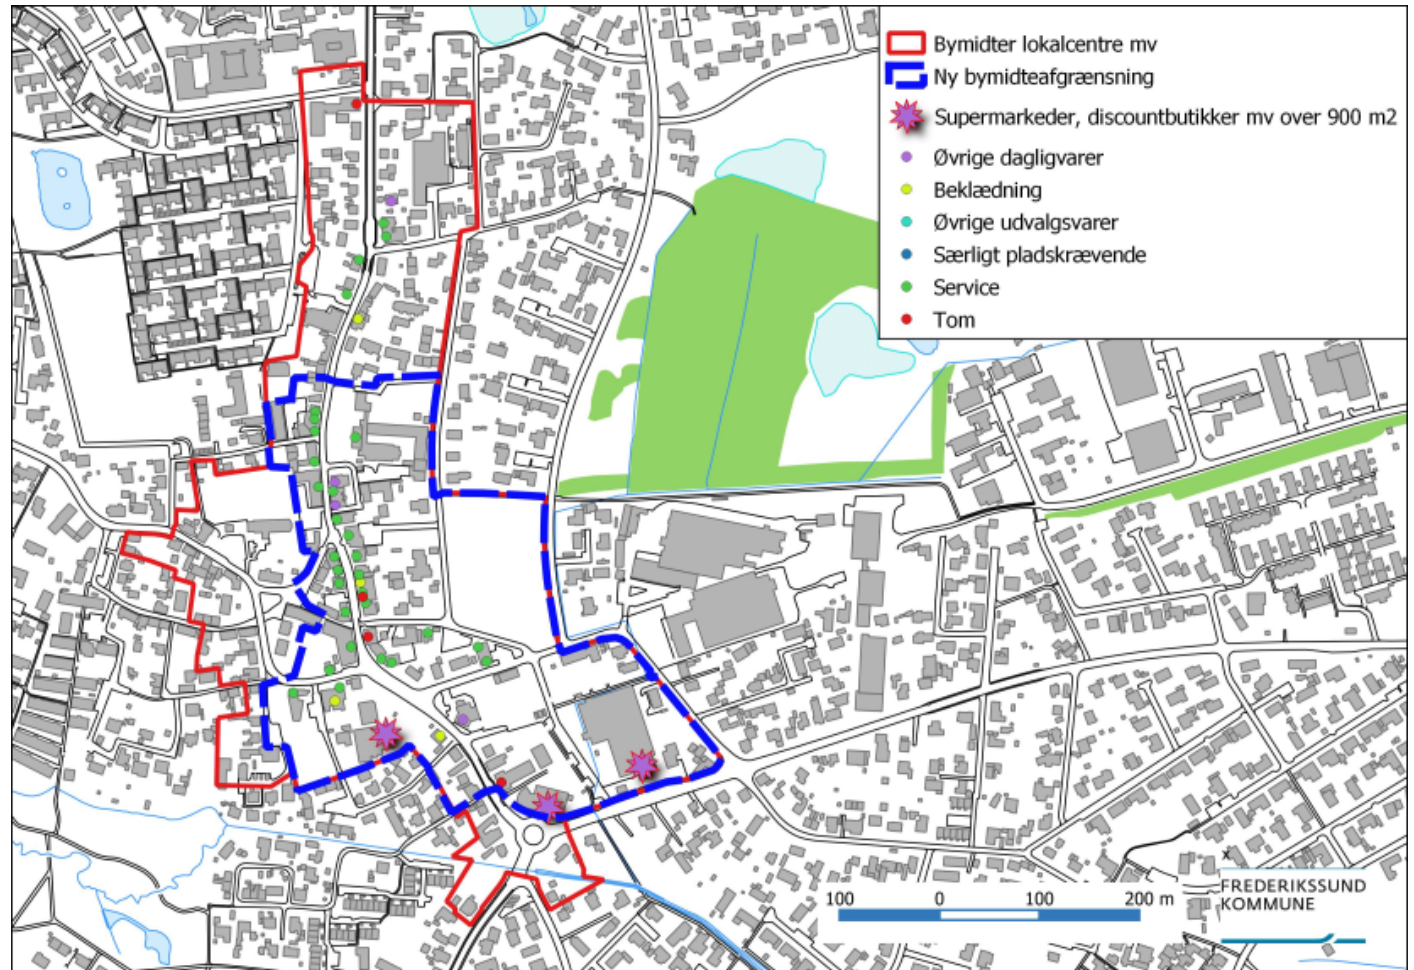 Bymidter lokalcentre mv
Ny bymidteafgrænsning
Supermarkeder, discountbutikker mv over 900 m2
Øvrige dagligvarer
Beklædning
Øvrige udvalgsvarer
Særligt pladskrævende
Service
Tom
x
FREDERIKSSUND
KOMMUNE
100 0 100 200 m